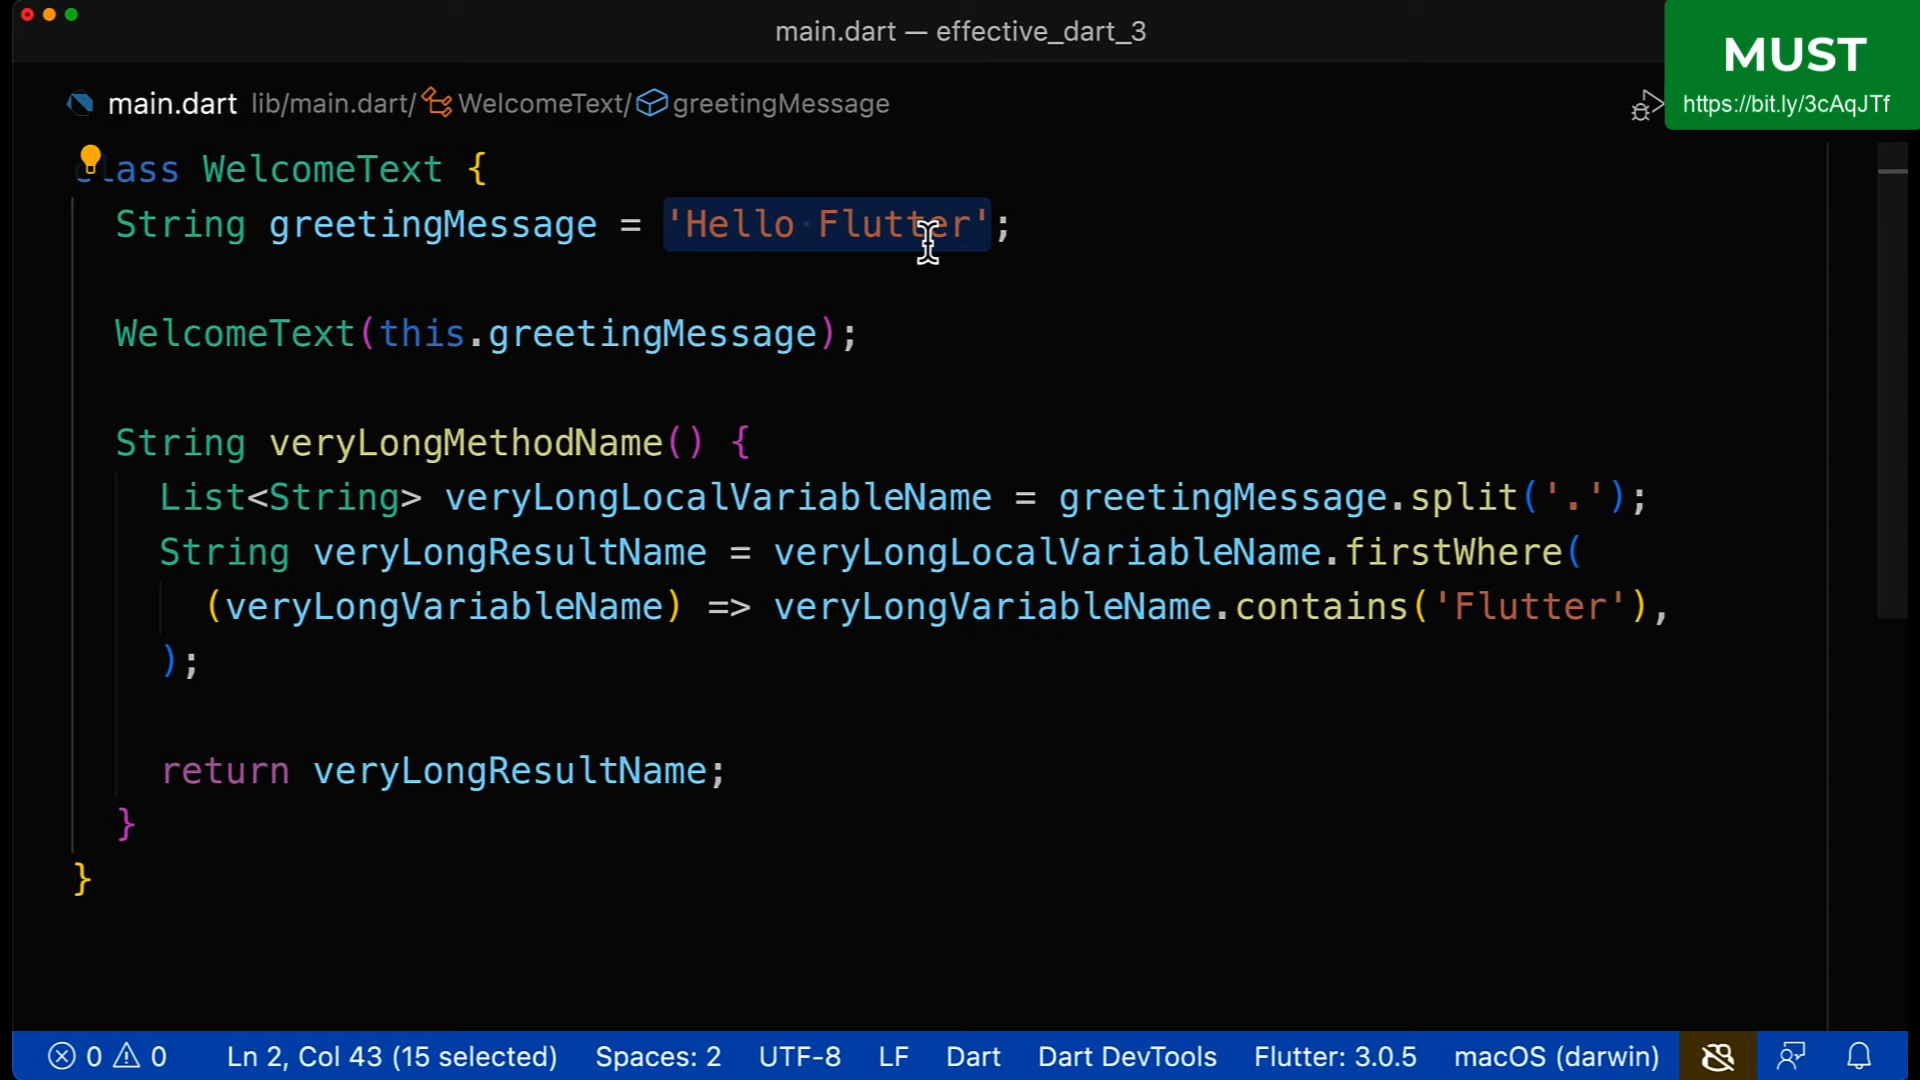 main.dart — effective_dart_3
MUST
https://bit.ly/3cAqJTf
main.dart lib/main.dart/ WelcomeText/ greetingMessage
class WelcomeText {
String greetingMessage = 'Hello Flutter';
WelcomeText(this.greetingMessage);
String veryLongMethodName() {
List<String> veryLongLocalVariableName = greetingMessage.split('.');
String veryLongResultName = veryLongLocalVariableName.firstWhere(
(veryLongVariableName) => veryLongVariableName.contains('Flutter'),
);
return veryLongResultName;
}
}
0 0 Ln 2, Col 43 (15 selected) Spaces: 2 UTF-8 LF Dart Dart DevTools Flutter: 3.0.5 macOS (darwin)